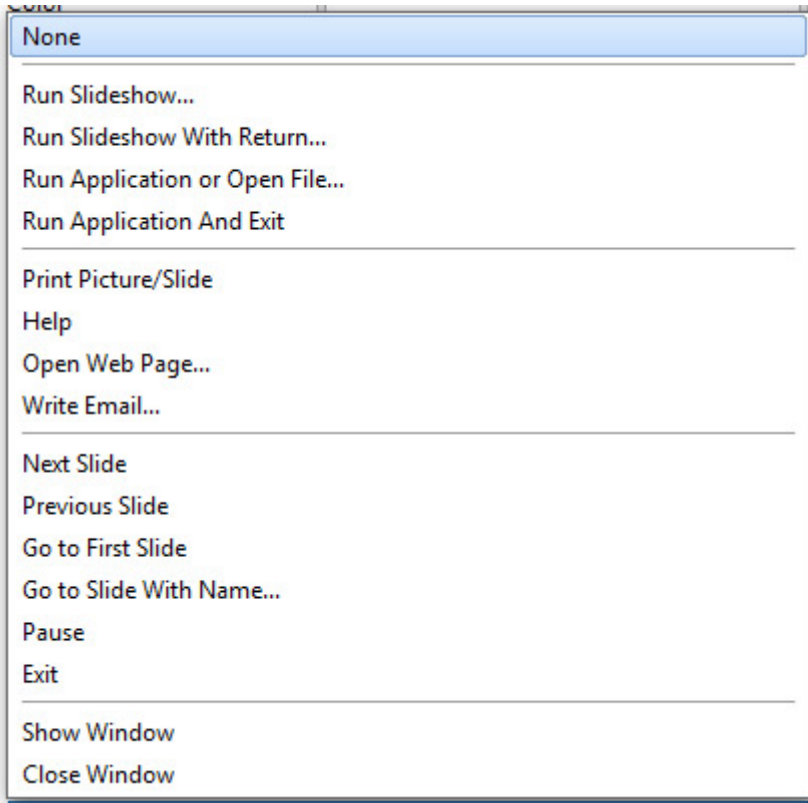 Color
None
Run Slideshow...
Run Slideshow With Return...
Run Application or Open File...
Run Application And Exit
Print Picture/Slide
Help
Open Web Page...
Write Email...
Next Slide
Previous Slide
Go to First Slide
Go to Slide With Name...
Pause
Exit
Show Window
Close Window